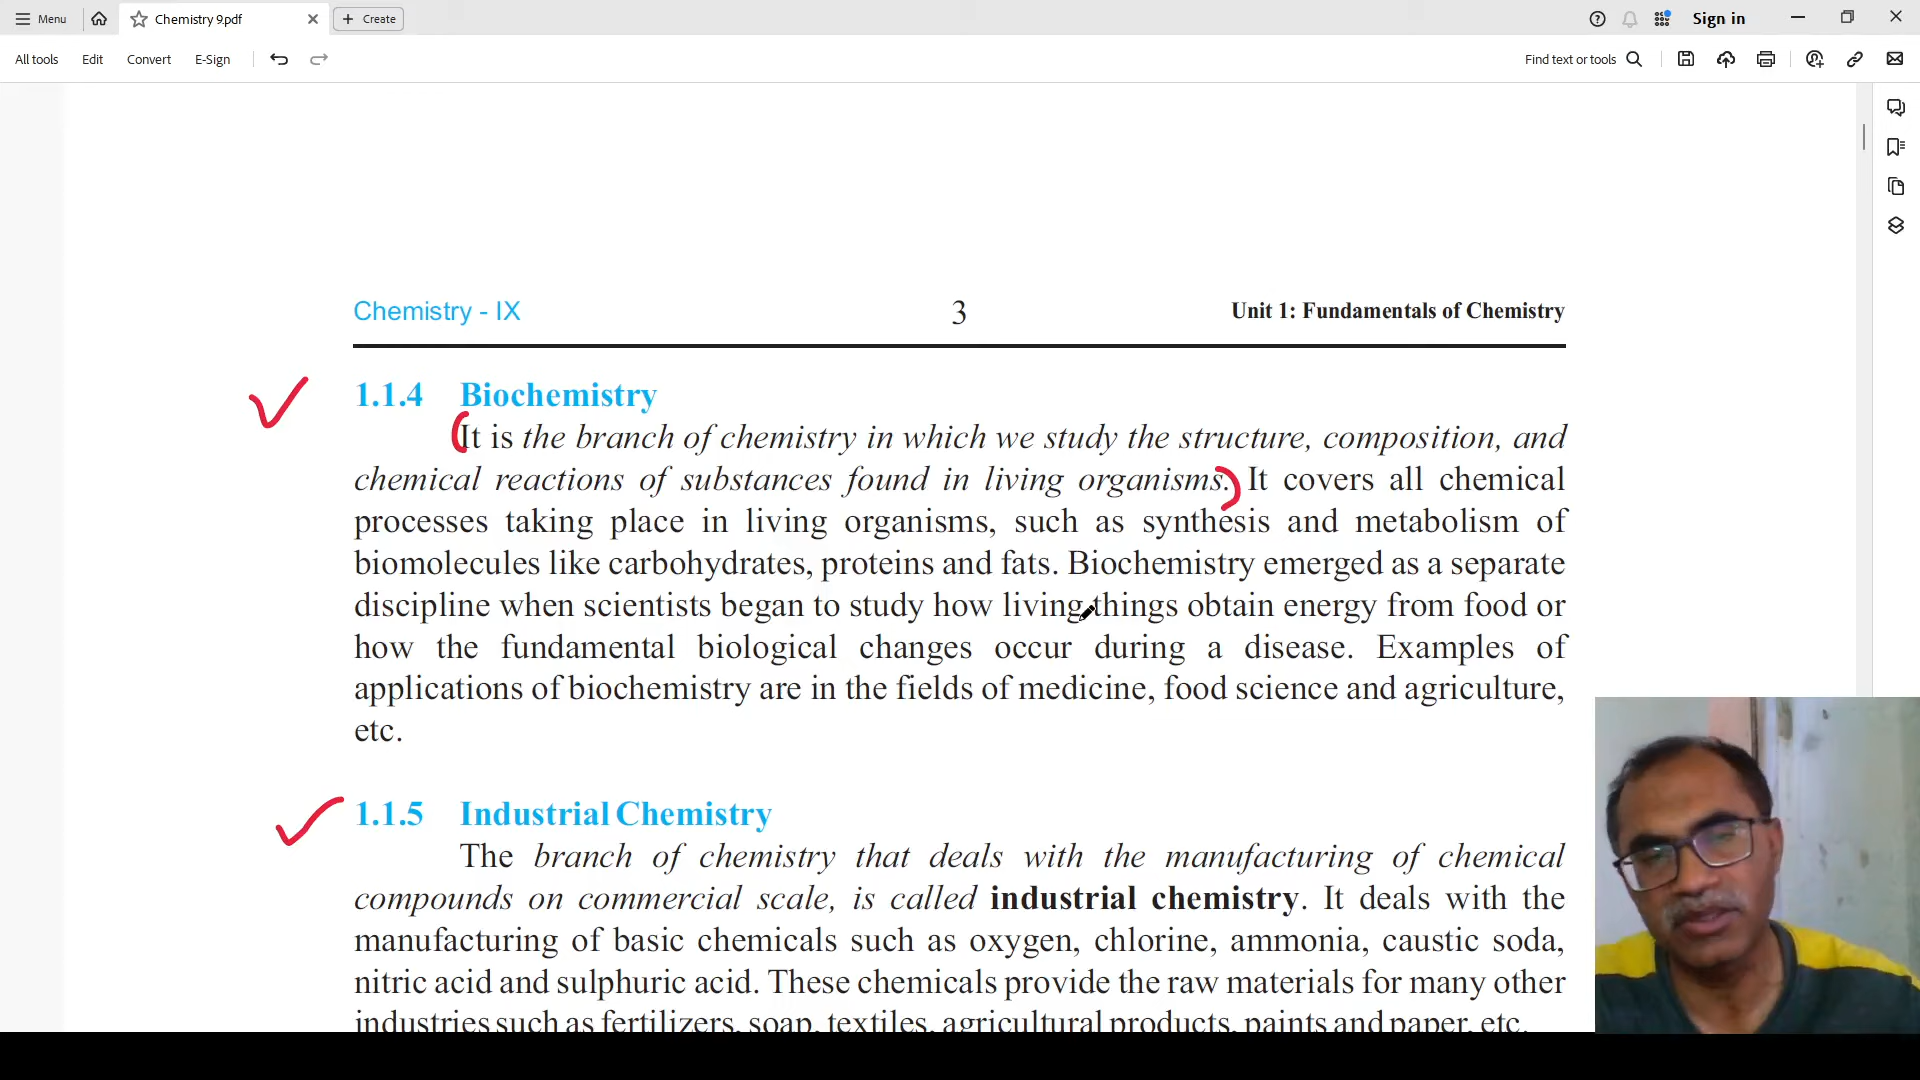 Menu
Chemistry 9.pdf
Create
Sign in
All tools
Edit
Convert
E-Sign
Find text or tools
Chemistry - IX
3
Unit 1: Fundamentals of Chemistry
1.1.4 Biochemistry
It is the branch of chemistry in which we study the structure, composition, and
chemical reactions of substances found in living organisms. It covers all chemical
processes taking place in living organisms, such as synthesis and metabolism of
biomolecules like carbohydrates, proteins and fats. Biochemistry emerged as a separate
discipline when scientists began to study how living things obtain energy from food or
how the fundamental biological changes occur during a disease. Examples of
applications of biochemistry are in the fields of medicine, food science and agriculture,
etc.
1.1.5 Industrial Chemistry
The branch of chemistry that deals with the manufacturing of chemical
compounds on commercial scale, is called industrial chemistry. It deals with the
manufacturing of basic chemicals such as oxygen, chlorine, ammonia, caustic soda,
nitric acid and sulphuric acid. These chemicals provide the raw materials for many other
industries such as fertilizers, soap, textiles, agricultural products, paints and paper, etc.